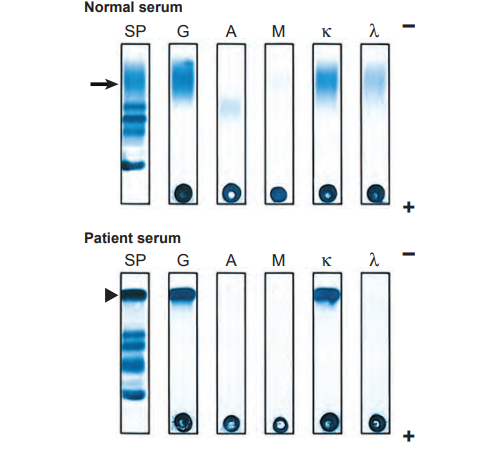 Normal serum
SP G A M κ λ −
+
Patient serum
SP G A M κ λ −
+